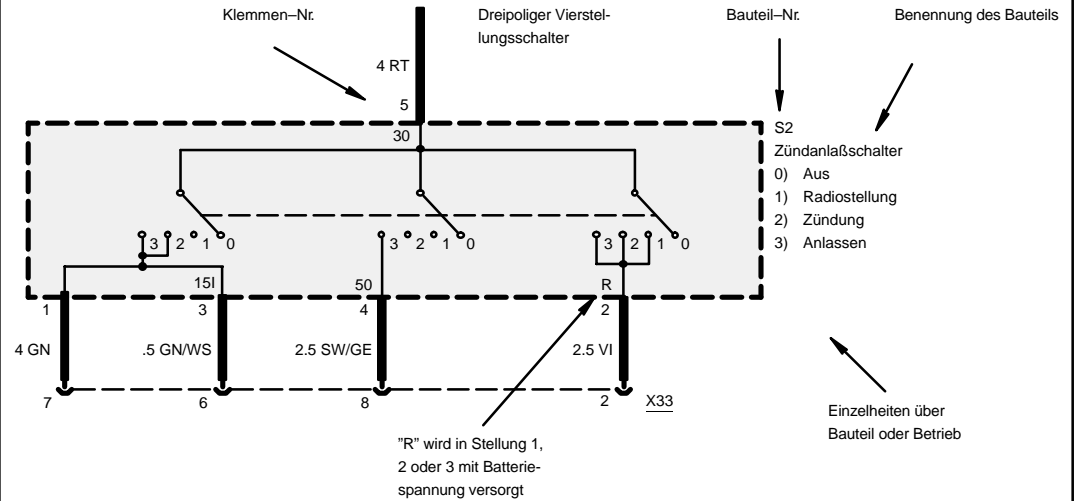 Klemmen–Nr.
Dreipoliger Vierstel-
lungsschalter
Bauteil–Nr.
Benennung des Bauteils
4 RT
5
30
S2
Zündanlaßschalter
0) Aus
1) Radiostellung
2) Zündung
3) Anlassen
3 2 1 0
3 2 1 0
3 2 1 0
15I
50
R
1
3
4
2
4 GN
.5 GN/WS
2.5 SW/GE
2.5 VI
7
6
8
2
X33
Einzelheiten über
Bauteil oder Betrieb
"R" wird in Stellung 1,
2 oder 3 mit Batterie-
spannung versorgt